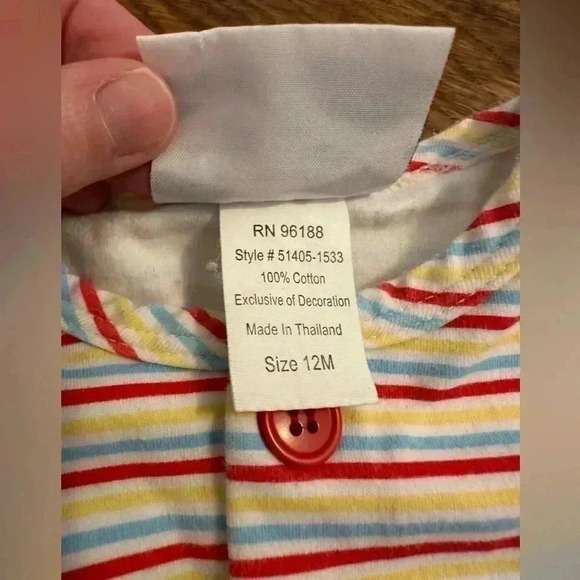 RN 96188
Style # 51405-1533
100% Cotton
Exclusive of Decoration
Made In Thailand
Size 12M